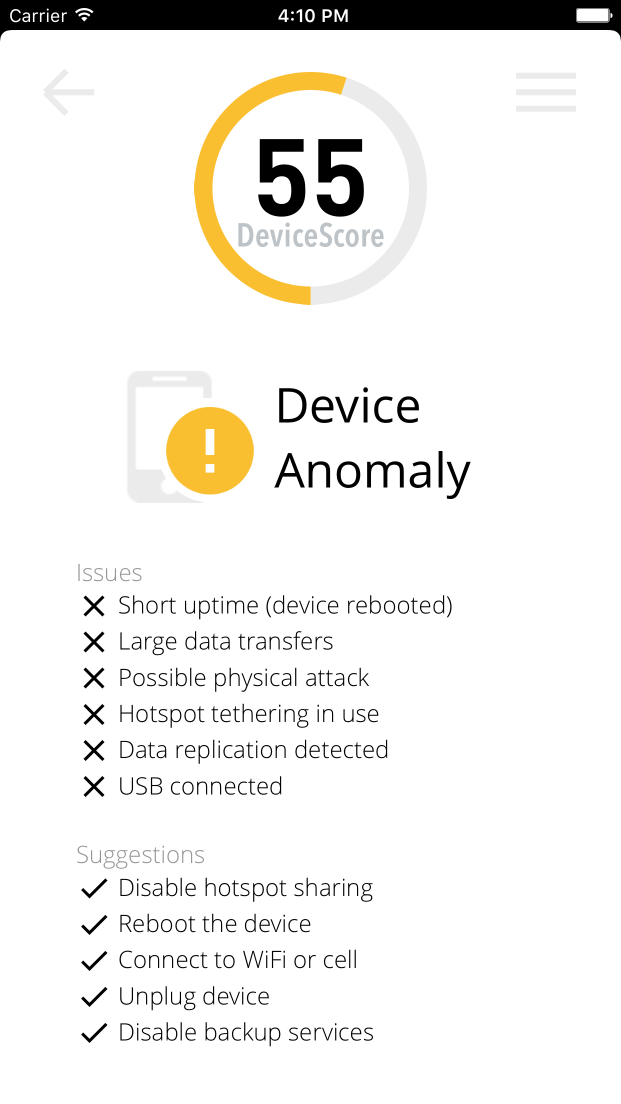 Carrier 4:10 PM
55
DeviceScore
Device
Anomaly
Issues
Short uptime (device rebooted)
Large data transfers
Possible physical attack
Hotspot tethering in use
Data replication detected
USB connected
Suggestions
Disable hotspot sharing
Reboot the device
Connect to WiFi or cell
Unplug device
Disable backup services